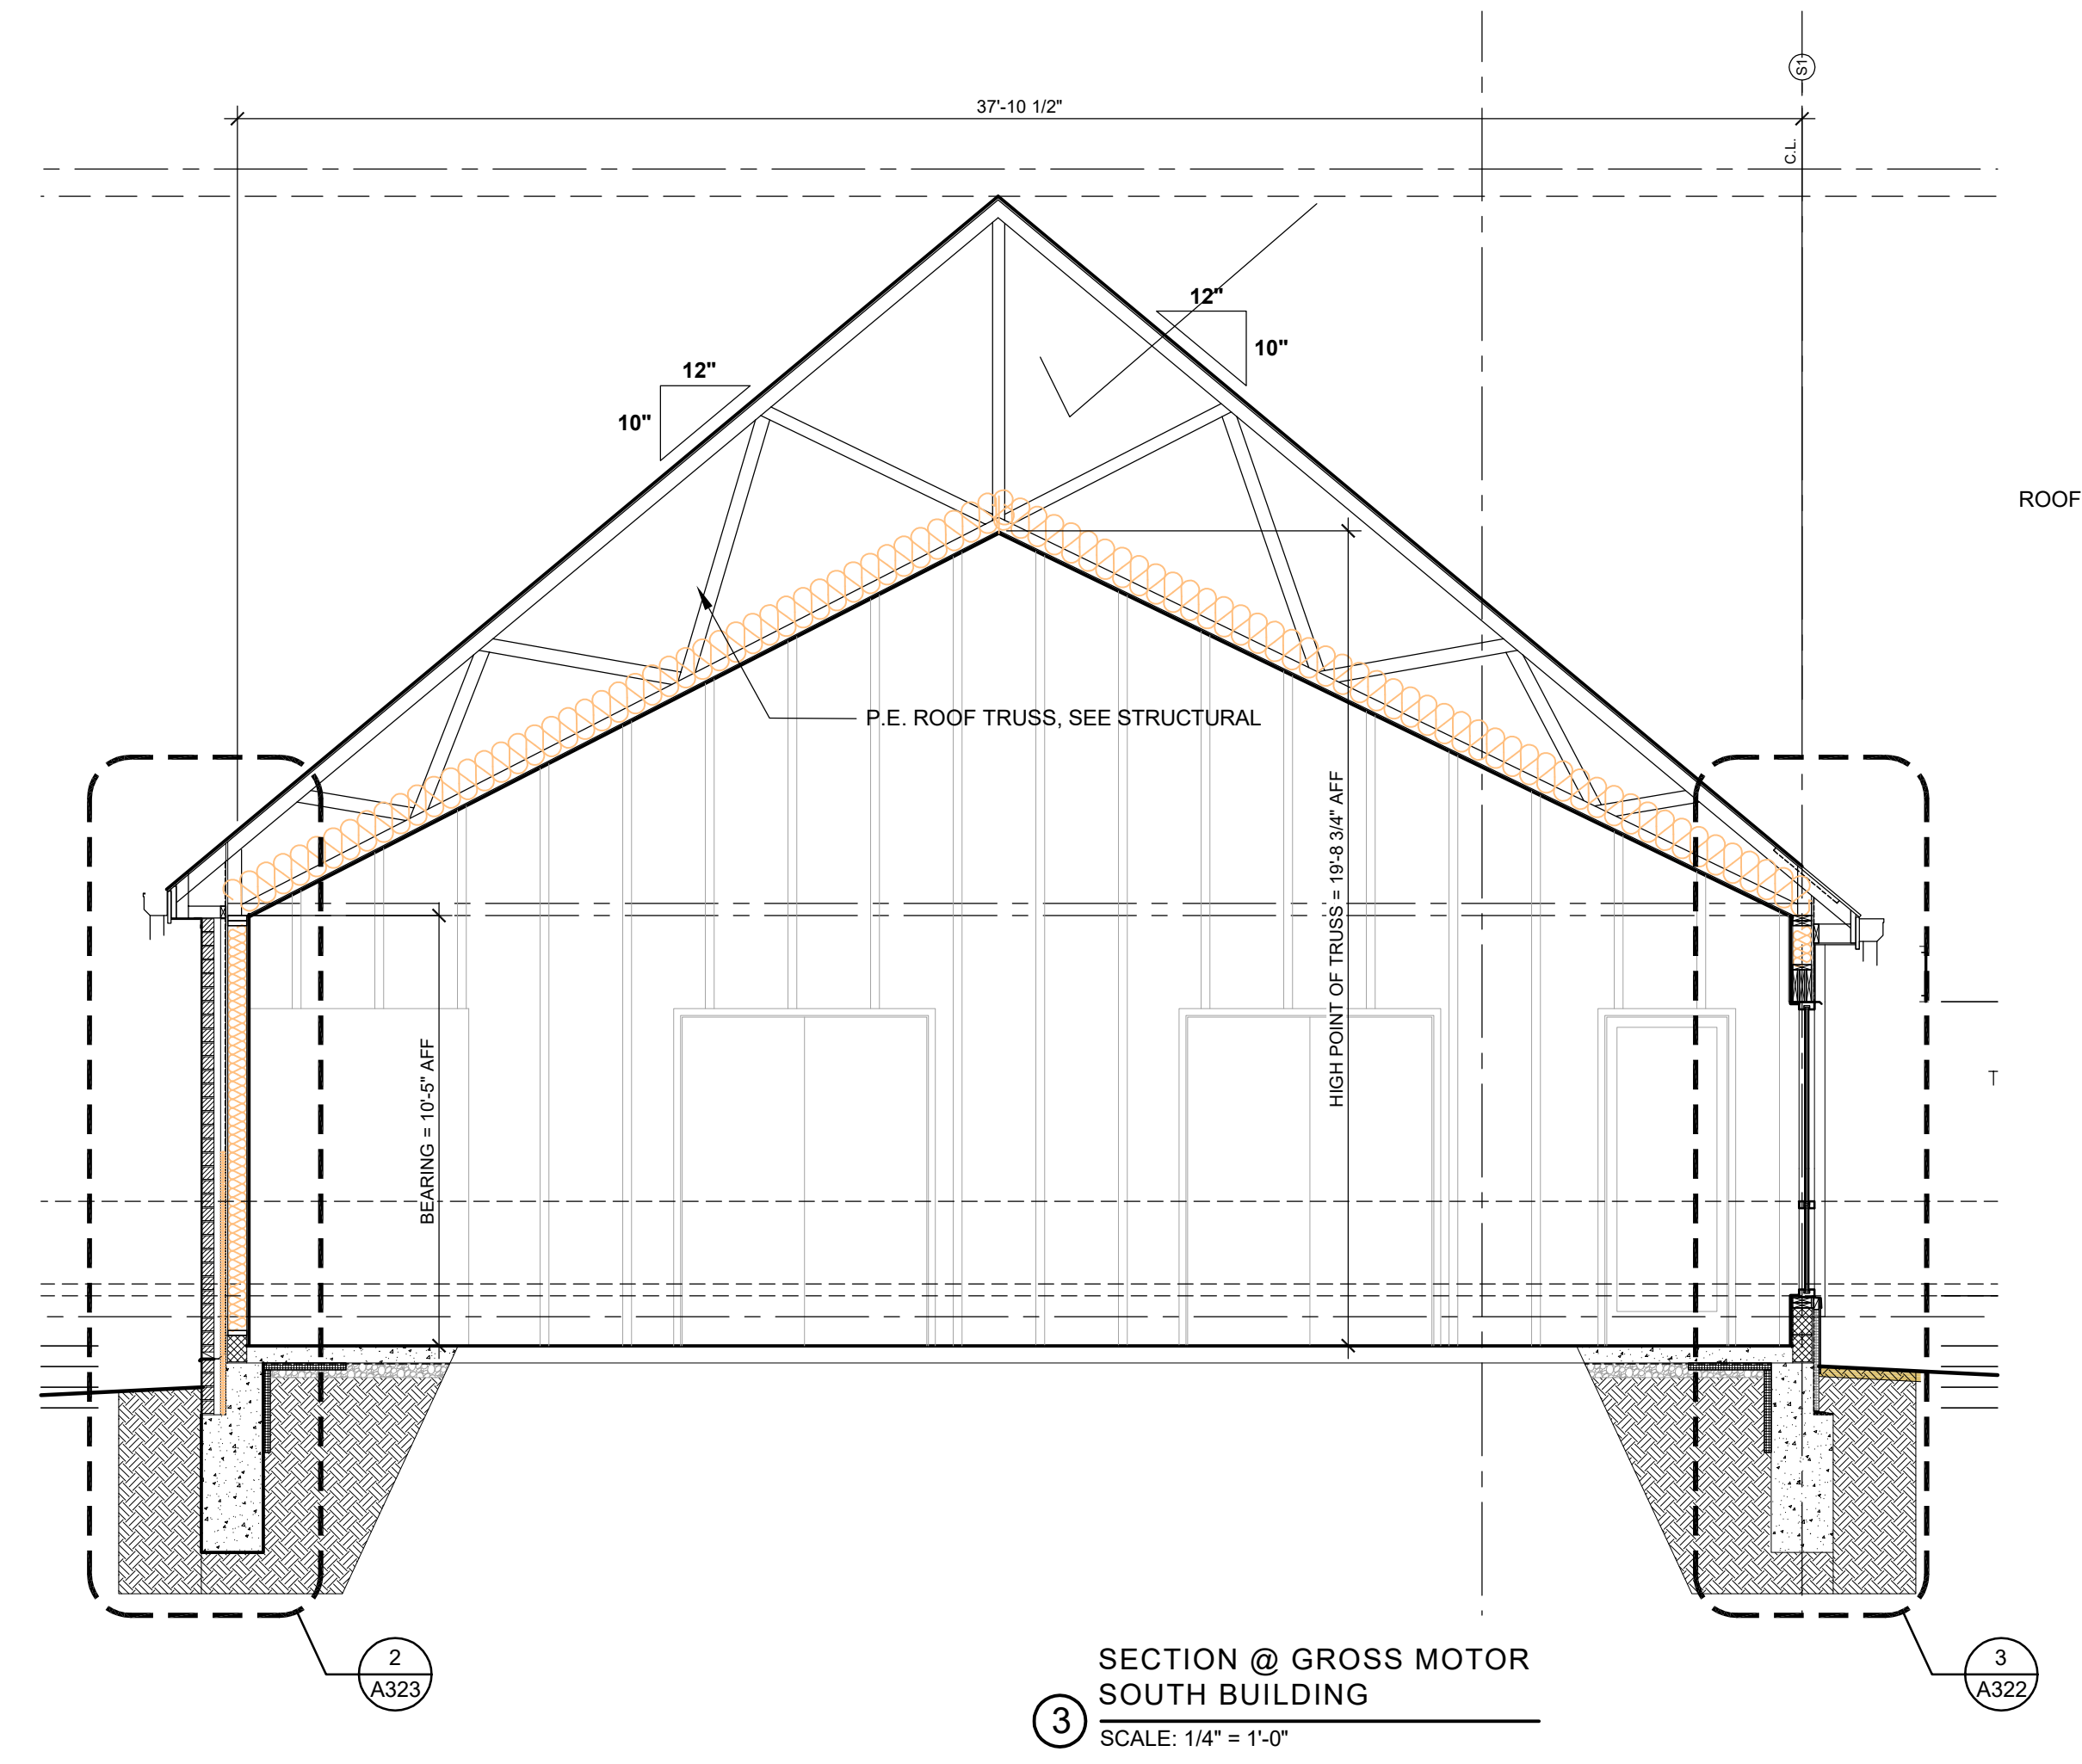 S1
37'-10 1/2"
C.L.
12"
10"
12"
10"
ROOF
P.E. ROOF TRUSS, SEE STRUCTURAL
HIGH POINT OF TRUSS = 19'-8 3/4" AFF
BEARING = 10'-5" AFF
T
2
A323
3
A322
3
SECTION @ GROSS MOTOR
SOUTH BUILDING
SCALE: 1/4" = 1'-0"